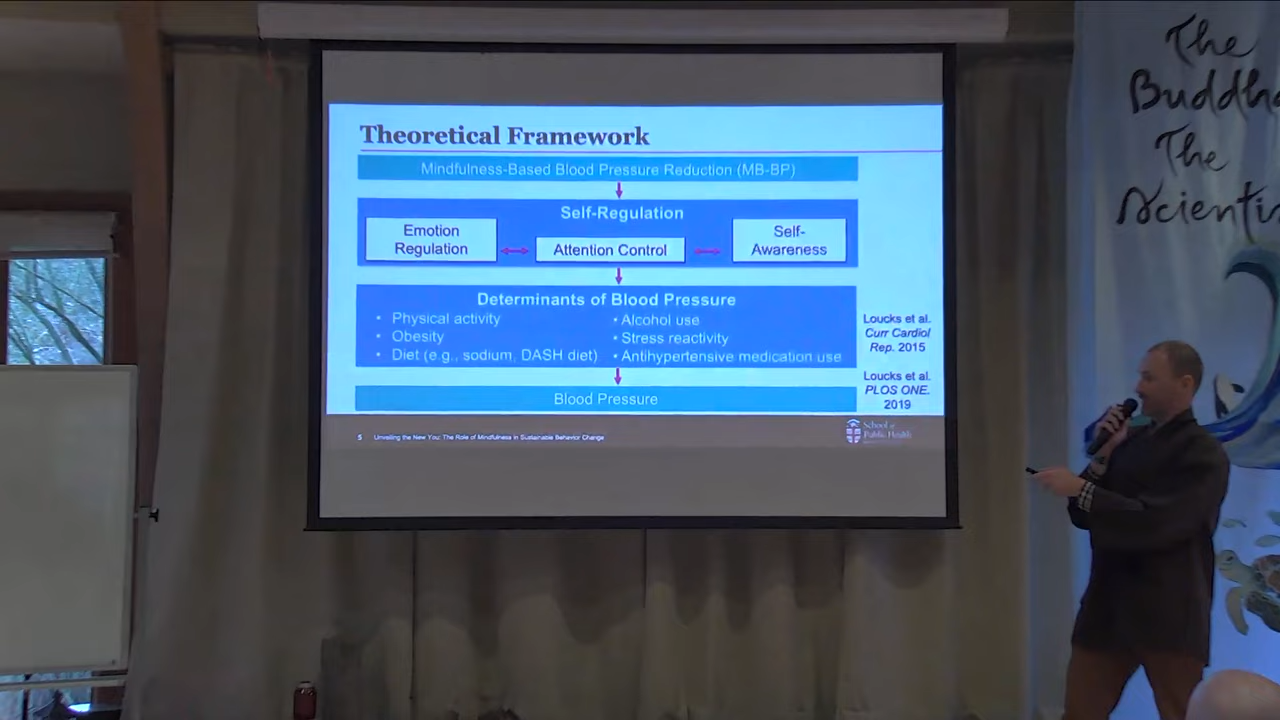 Theoretical Framework
Mindfulness-Based Blood Pressure Reduction (MB-BP)
Self-Regulation
Emotion
Regulation
Attention Control
Self-
Awareness
Determinants of Blood Pressure
• Physical activity
• Obesity
• Diet (e.g., sodium, DASH diet)
• Alcohol use
• Stress reactivity
• Antihypertensive medication use
Blood Pressure
Loucks et al.
Curr Cardiol
Rep. 2015
Loucks et al.
PLOS ONE.
2019
5 Unveiling the New You: The Role of Mindfulness in Sustainable Behavior Change
School of
Public Health
The
Buddha
The